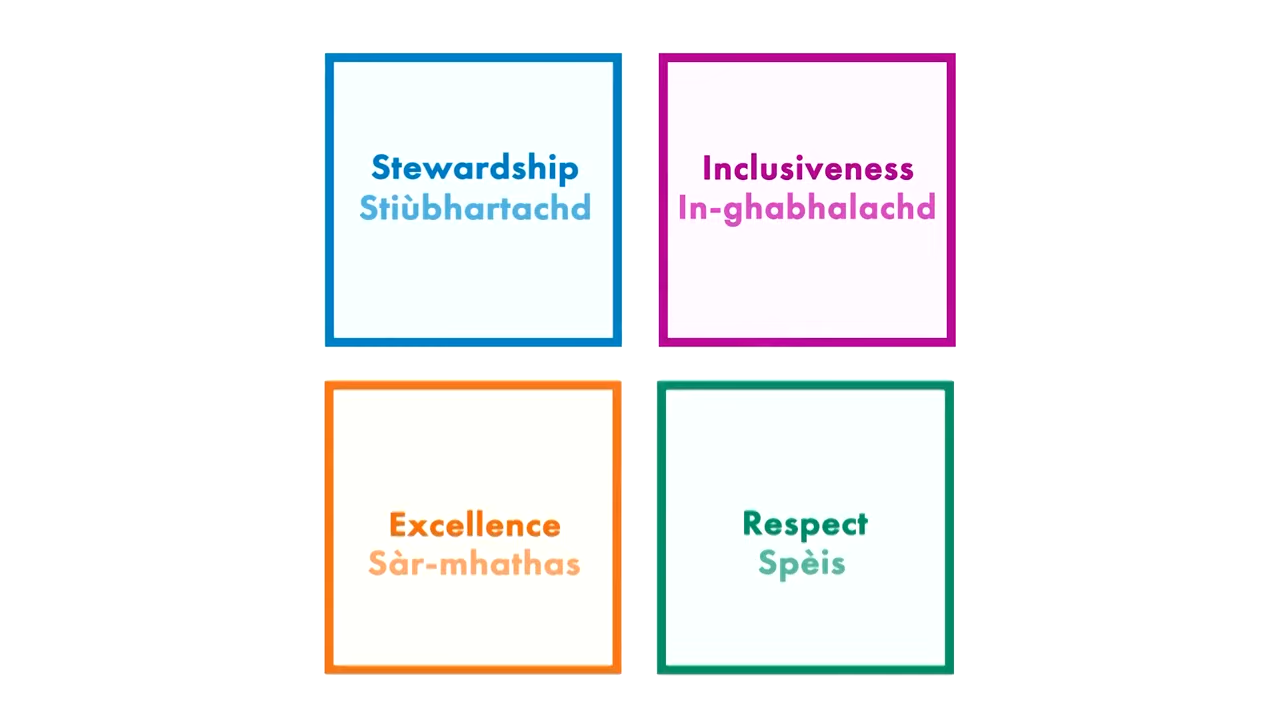 Stewardship
Stiùbhartachd
Inclusiveness
In-ghabhalachd
Excellence
Sàr-mhathas
Respect
Spèis